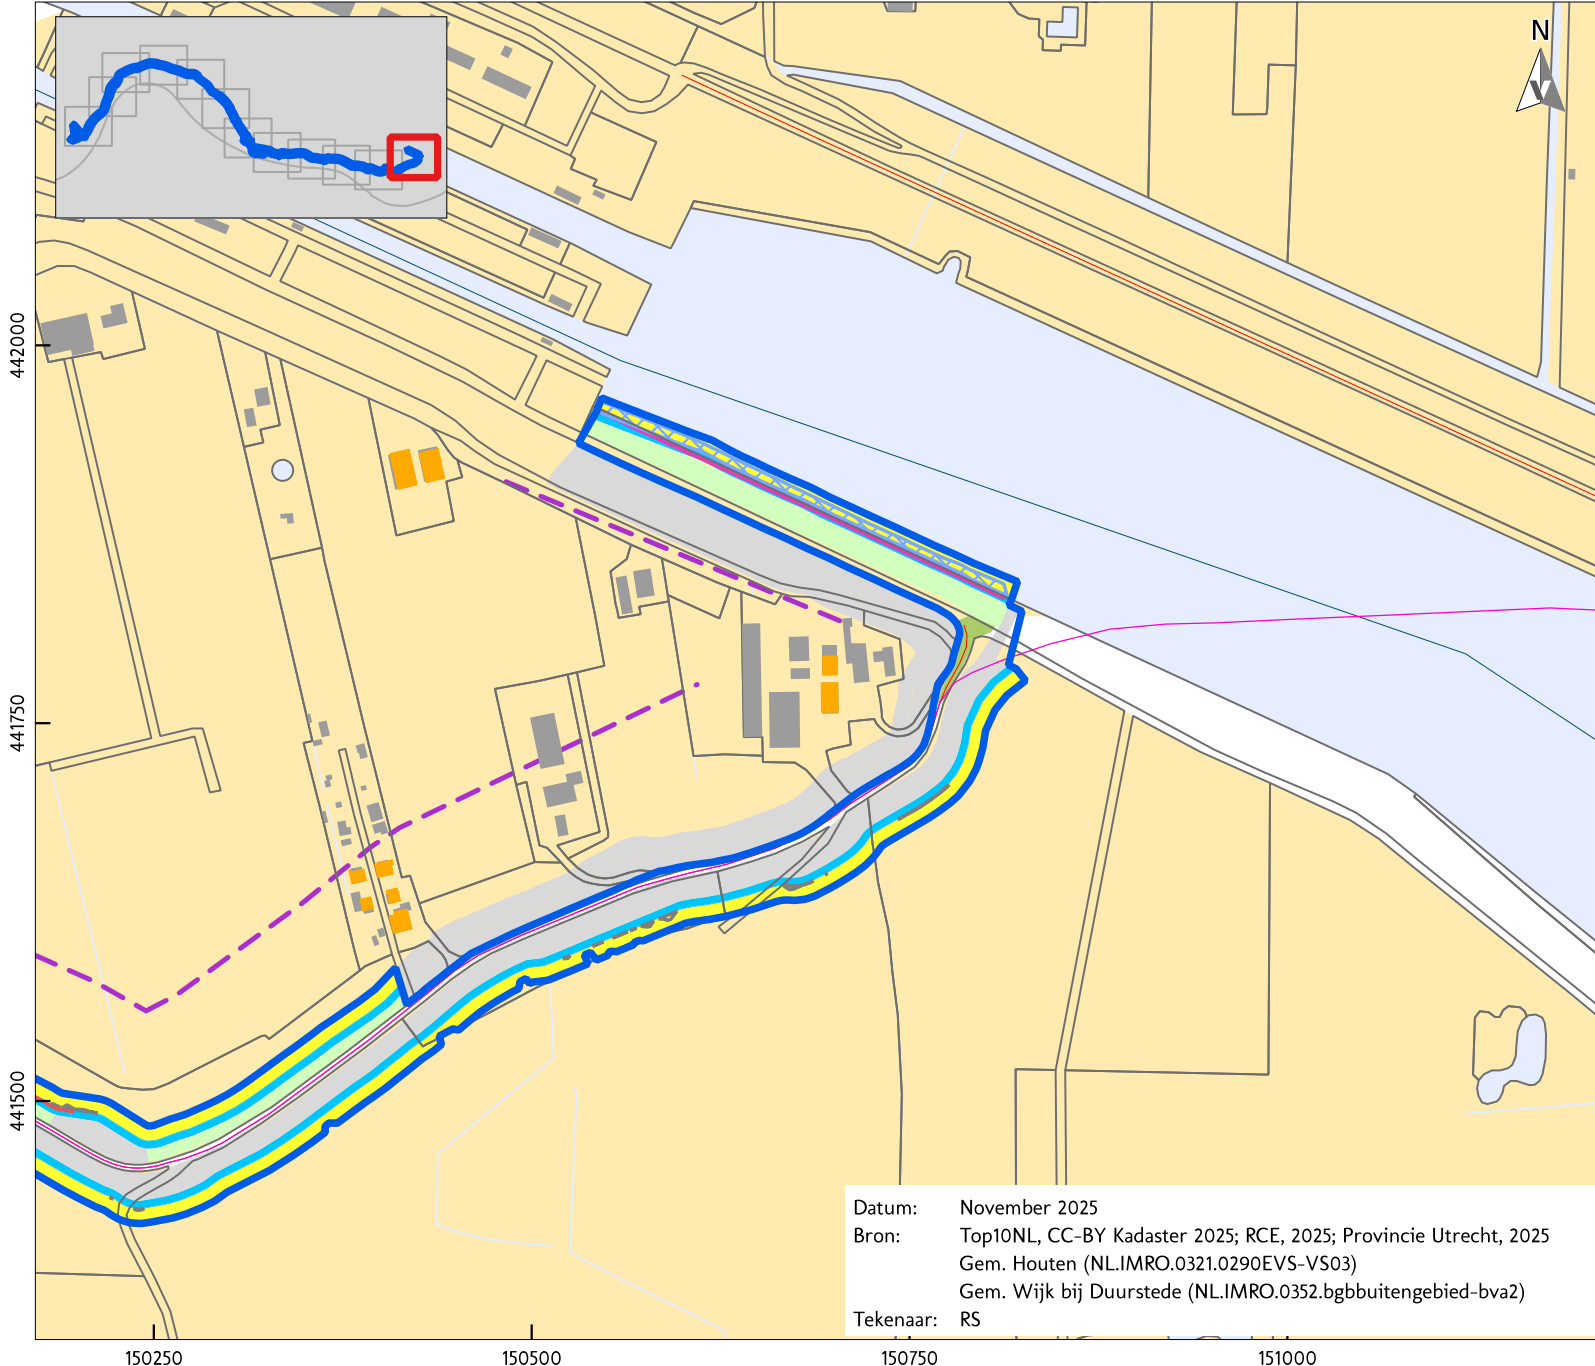 N
442000
441750
441500
Datum: November 2025
Bron: Top10NL, CC-BY Kadaster 2025; RCE, 2025; Provincie Utrecht, 2025
Gem. Houten (NL.IMRO.0321.0290EVS-VS03)
Gem. Wijk bij Duurstede (NL.IMRO.0352.bgbbuitengebied-bva2)
Tekenaar: RS
150250 150500 150750 151000